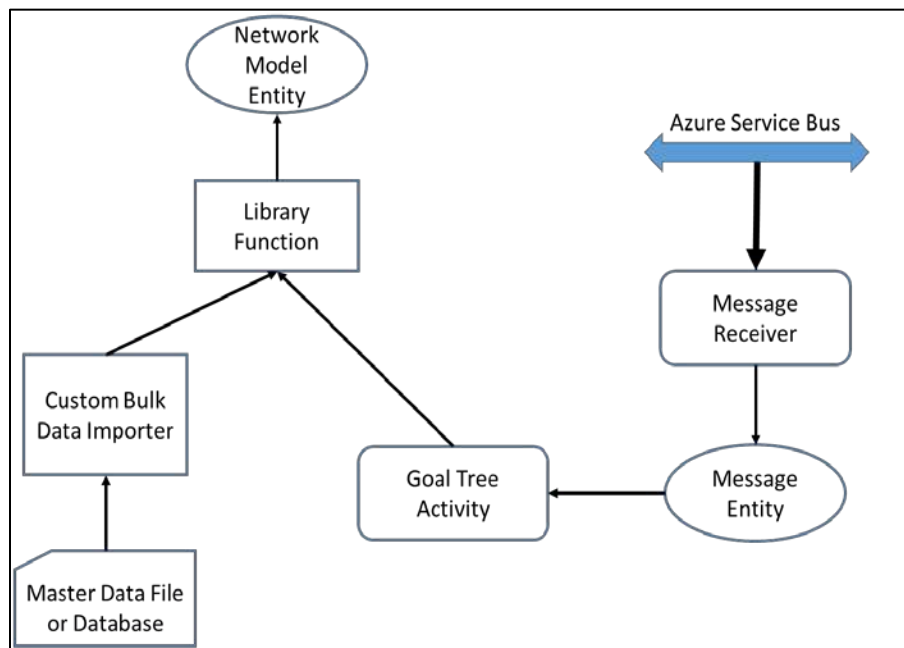 Network
Model
Entity
Azure Service Bus
Library
Function
Message
Receiver
Custom Bulk
Data Importer
Goal Tree
Activity
Message
Entity
Master Data File
or Database